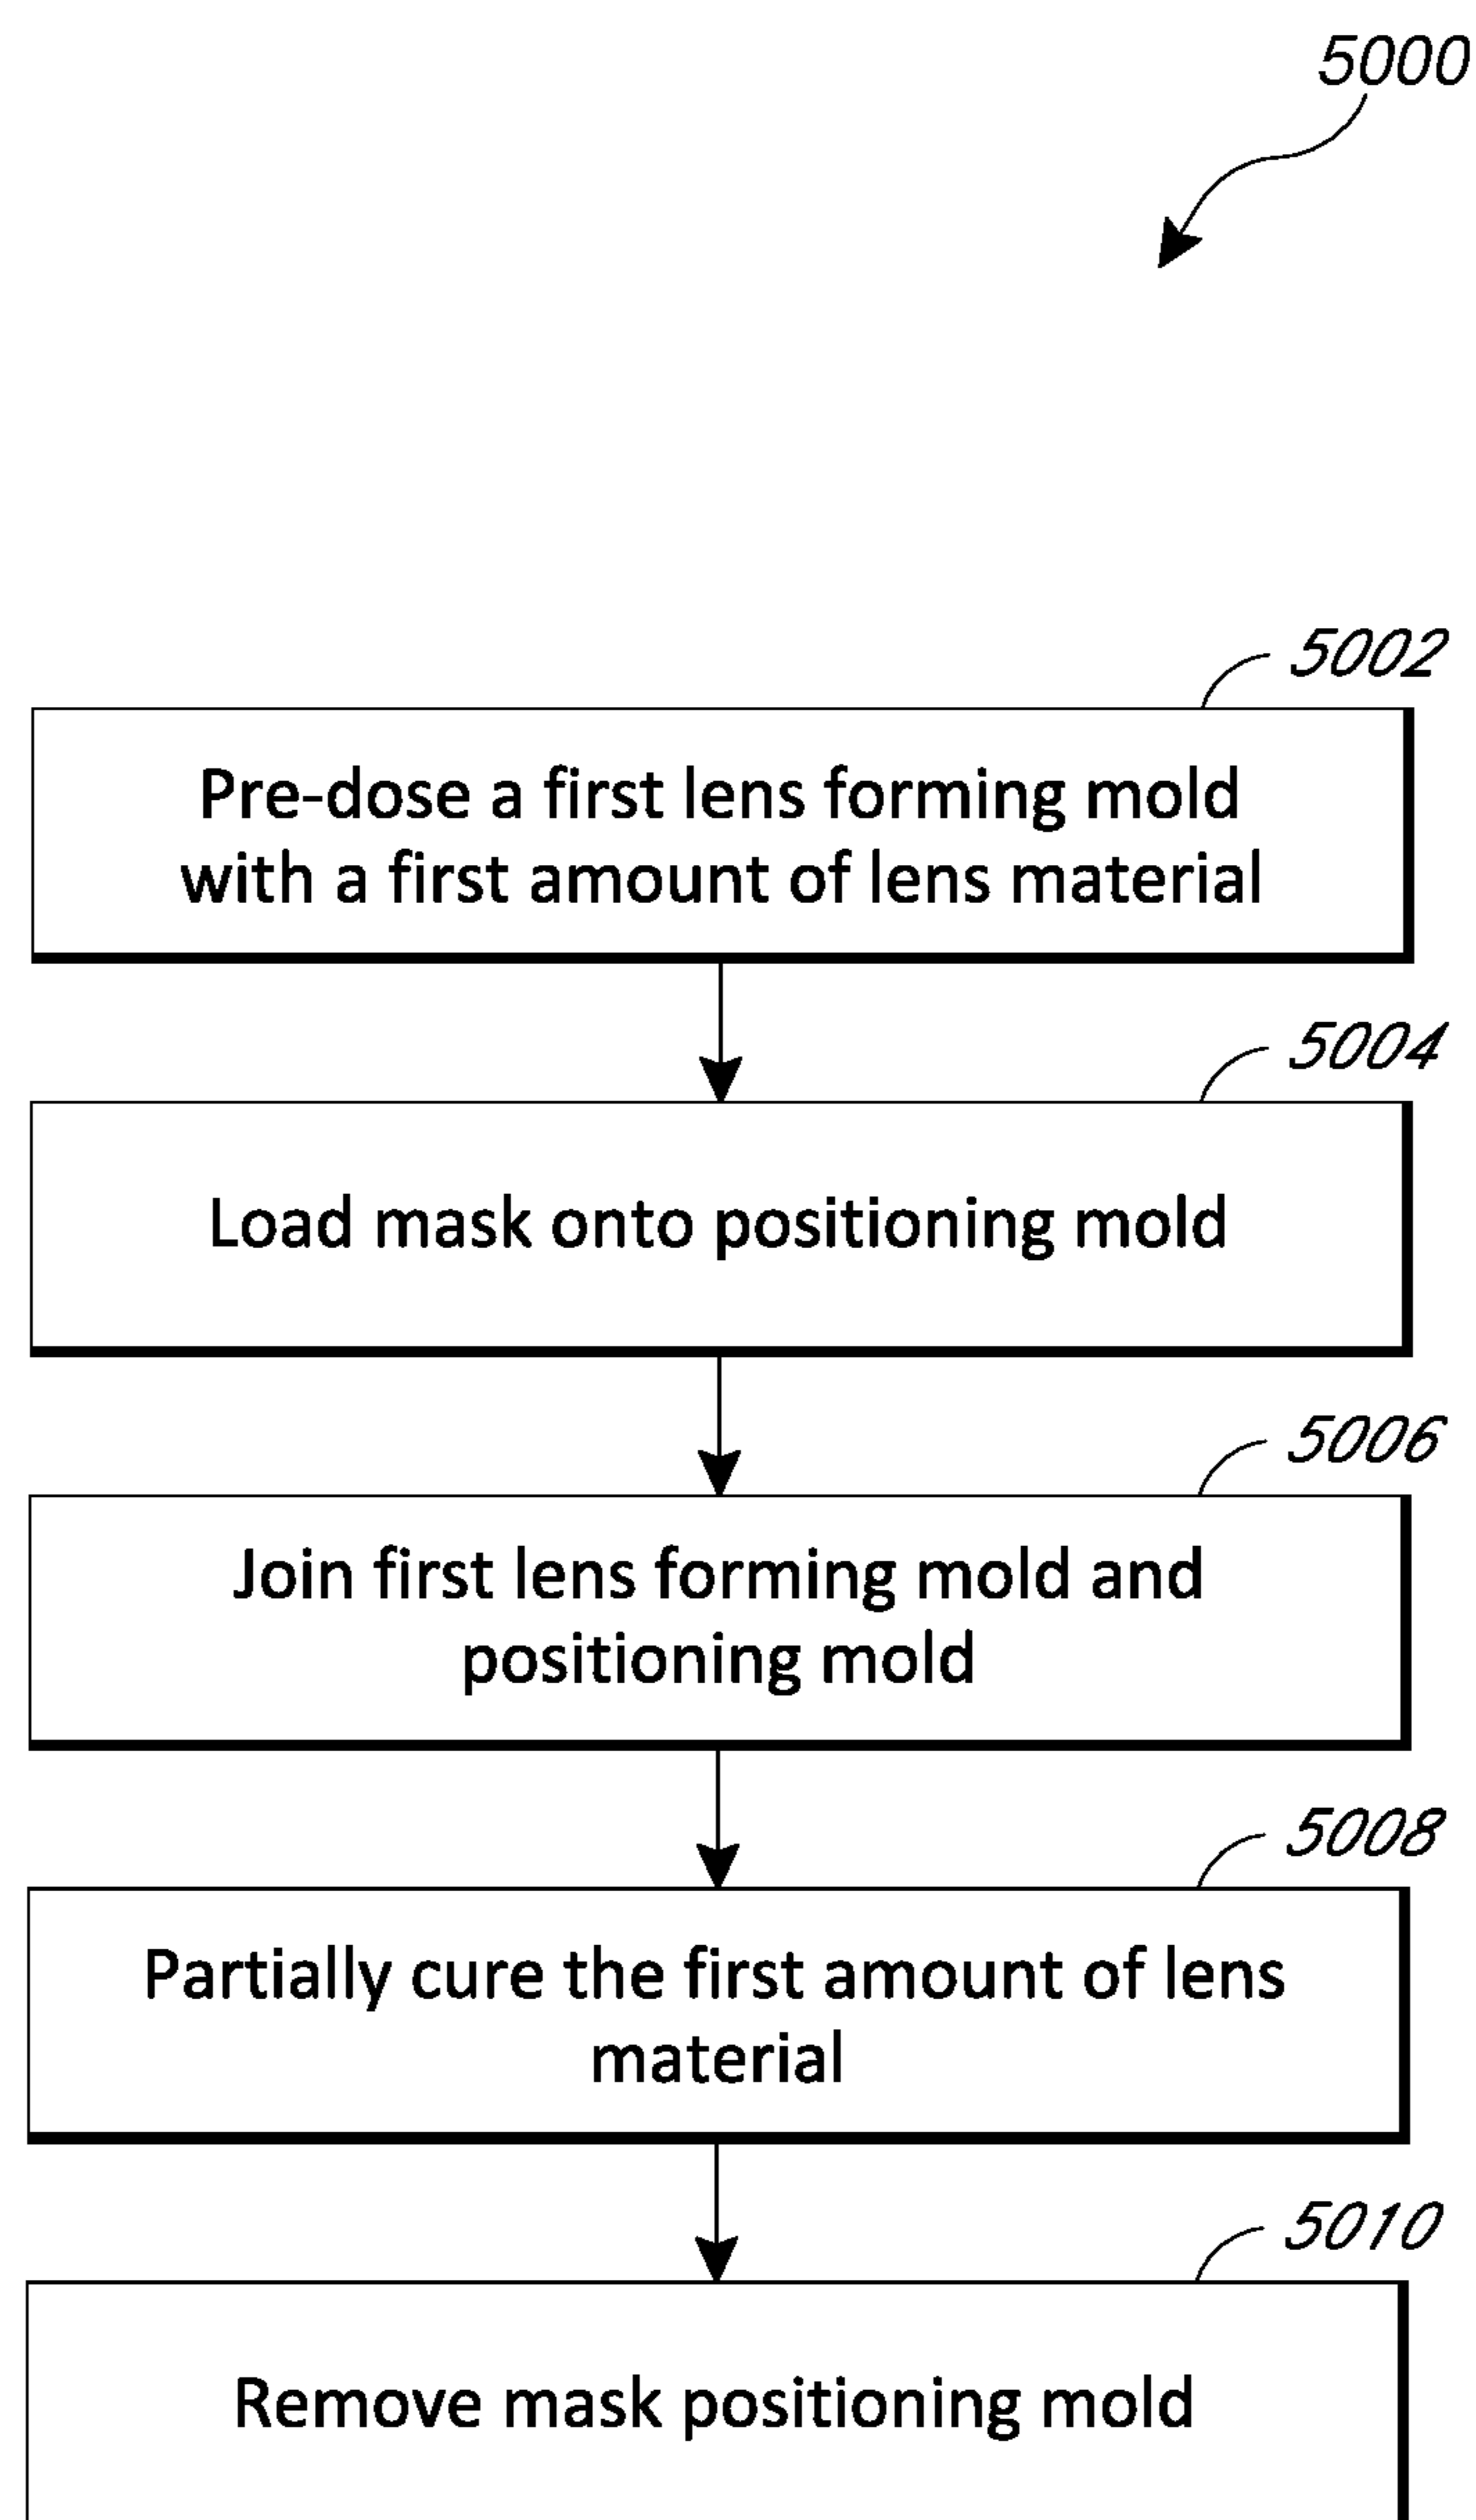 5000
5002
Pre-dose a first lens forming mold
with a first amount of lens material
5004
Load mask onto positioning mold
5006
Join first lens forming mold and
positioning mold
5008
Partially cure the first amount of lens
material
5010
Remove mask positioning mold